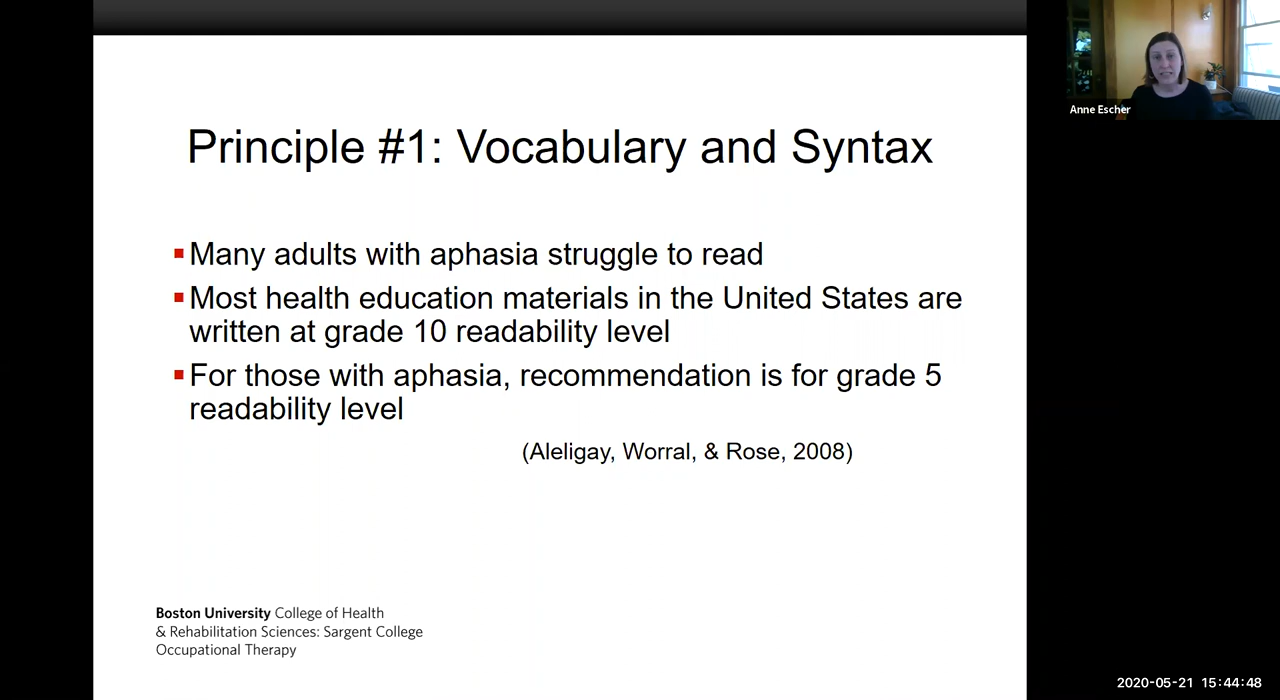 Principle #1: Vocabulary and Syntax
Many adults with aphasia struggle to read
Most health education materials in the United States are
written at grade 10 readability level
For those with aphasia, recommendation is for grade 5
readability level
(Aleligay, Worral, & Rose, 2008)
Boston University College of Health
& Rehabilitation Sciences: Sargent College
Occupational Therapy
Anne Escher
2020-05-21 15:44:48